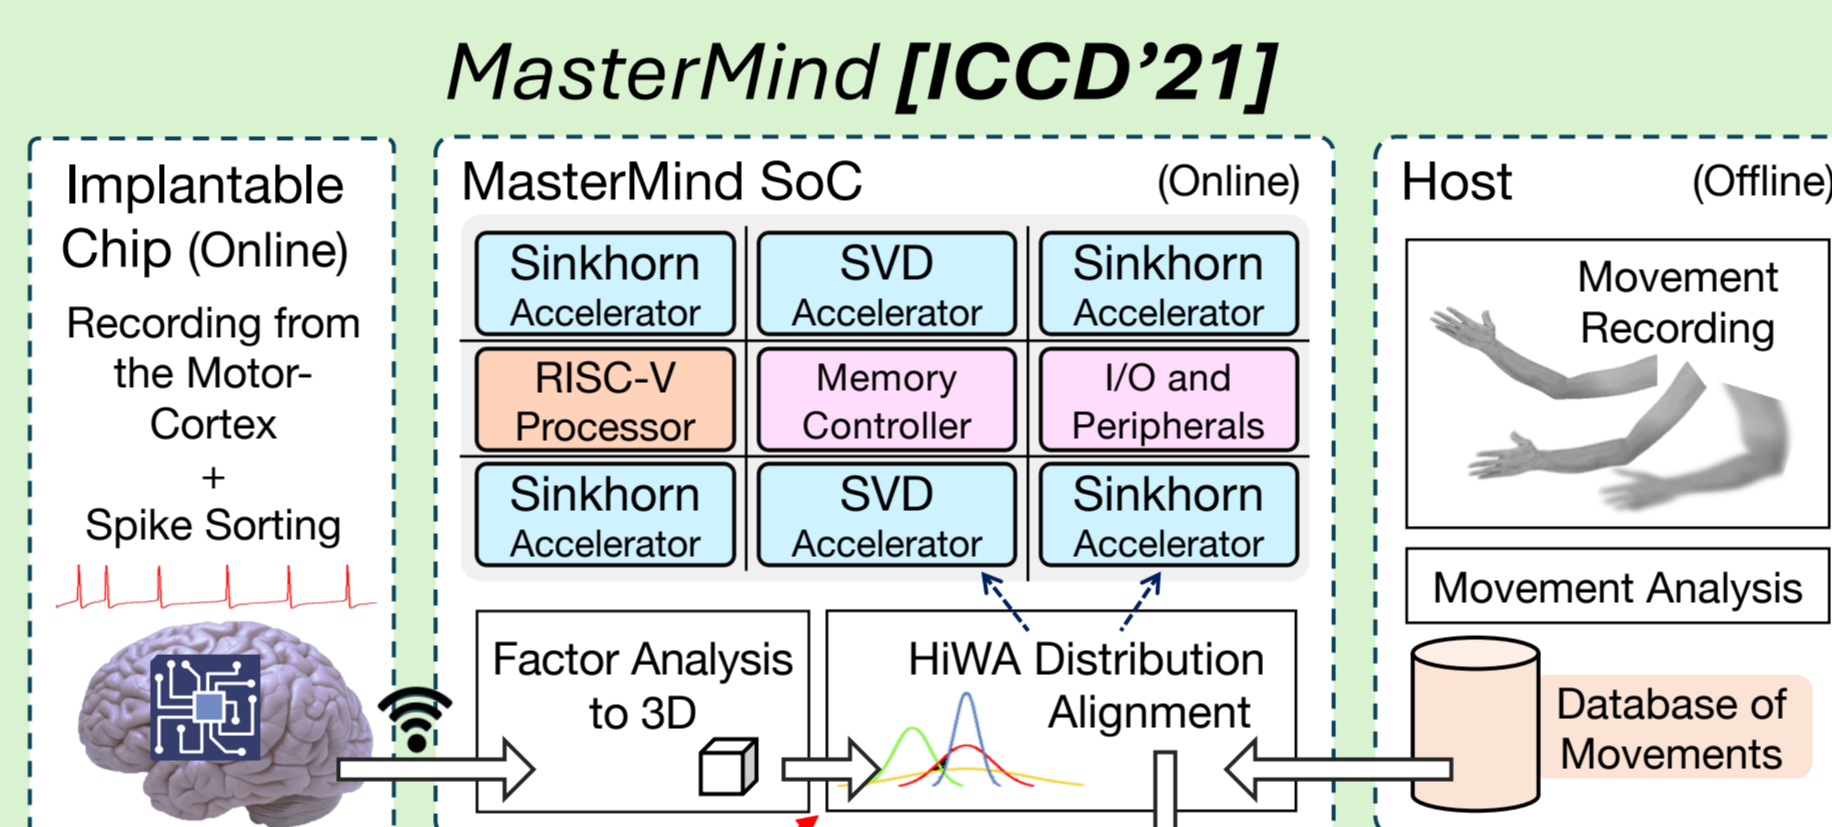 MasterMind [ICCD’21]
Implantable
Chip (Online)
Recording from
the Motor-
Cortex
+
Spike Sorting
MasterMind SoC (Online)
Sinkhorn
Accelerator
SVD
Accelerator
Sinkhorn
Accelerator
RISC-V
Processor
Memory
Controller
I/O and
Peripherals
Sinkhorn
Accelerator
SVD
Accelerator
Sinkhorn
Accelerator
Factor Analysis
to 3D
HiWA Distribution
Alignment
Host (Offline)
Movement
Recording
Movement Analysis
Database of
Movements